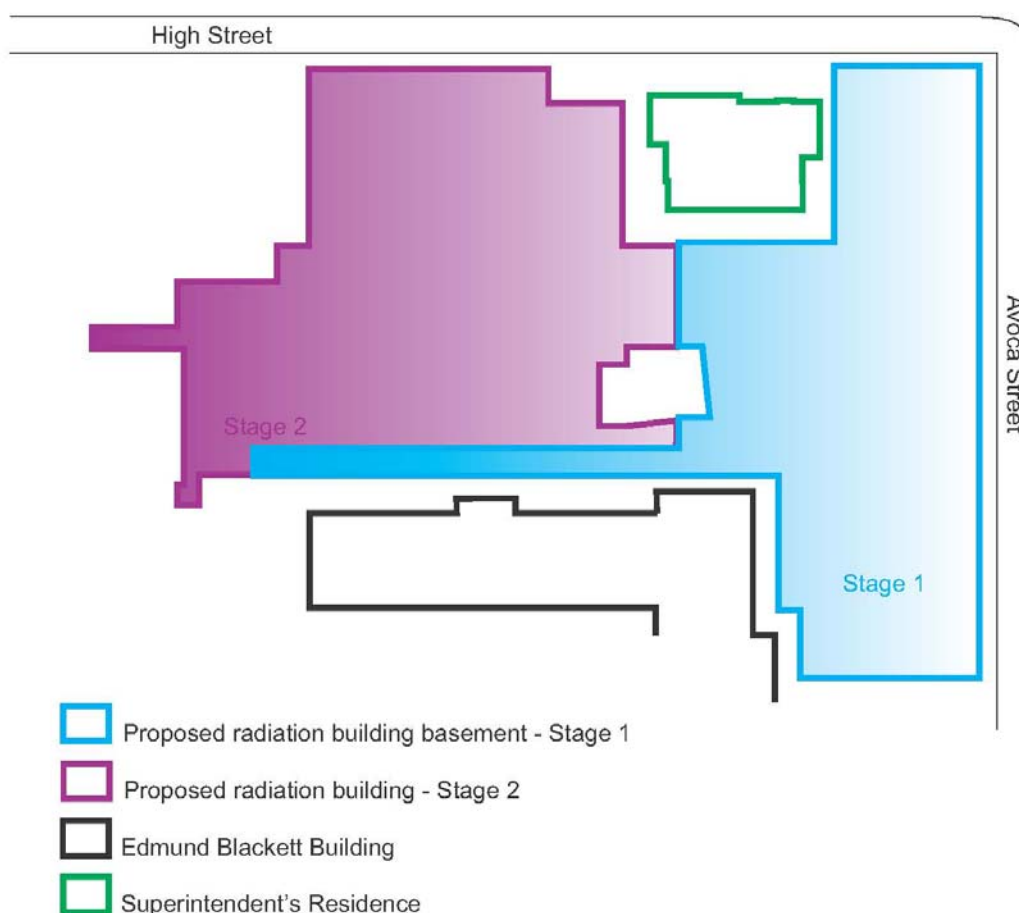 High Street
Avoca Street
Stage 2
Stage 1
Proposed radiation building basement - Stage 1
Proposed radiation building - Stage 2
Edmund Blackett Building
Superintendent's Residence